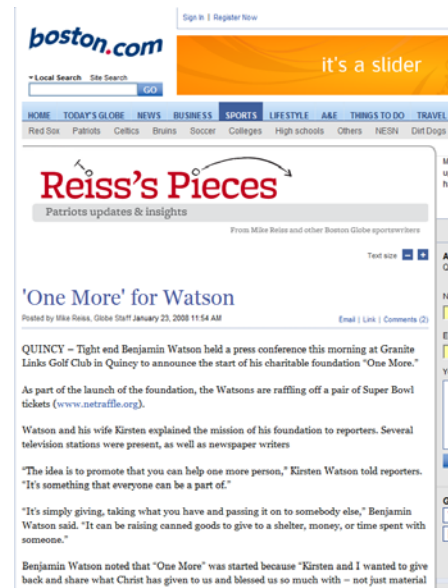 Sign In | Register Now
boston.com
it's a slider
Local Search Site Search
GO
HOME TODAY'S GLOBE NEWS BUSINESS SPORTS LIFESTYLE A&E THINGS TO DO TRAVEL
Red Sox Patriots Celtics Bruins Soccer Colleges High schools Others NESN Dirt Dogs
Reiss's Pieces
Patriots updates & insights
From Mike Reiss and other Boston Globe sportswriters
Text size – +
'One More' for Watson
Posted by Mike Reiss, Globe Staff January 23, 2008 11:54 AM
Email | Link | Comments (2)
QUINCY – Tight end Benjamin Watson held a press conference this morning at Granite
Links Golf Club in Quincy to announce the start of his charitable foundation “One More.”
As part of the launch of the foundation, the Watsons are raffling off a pair of Super Bowl
tickets (www.netraffle.org).
Watson and his wife Kirsten explained the mission of his foundation to reporters. Several
television stations were present, as well as newspaper writers
“The idea is to promote that you can help one more person,” Kirsten Watson told reporters.
“It's something that everyone can be a part of.”
“It's simply giving, taking what you have and passing it on to somebody else,” Benjamin
Watson said. “It can be raising canned goods to give to a shelter, money, or time spent with
someone.”
Benjamin Watson noted that “One More” was started because “Kirsten and I wanted to give
back and share what Christ has given to us and blessed us so much with – not just material